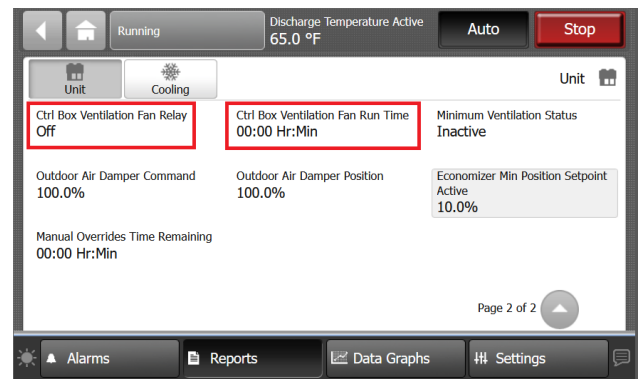 Running
Discharge Temperature Active
65.0 °F
Auto
Stop
Unit
Cooling
Unit
Ctrl Box Ventilation Fan Relay
Off
Ctrl Box Ventilation Fan Run Time
00:00 Hr:Min
Minimum Ventilation Status
Inactive
Outdoor Air Damper Command
100.0%
Outdoor Air Damper Position
100.0%
Economizer Min Position Setpoint
Active
10.0%
Manual Overrides Time Remaining
00:00 Hr:Min
Page 2 of 2
Alarms
Reports
Data Graphs
Settings